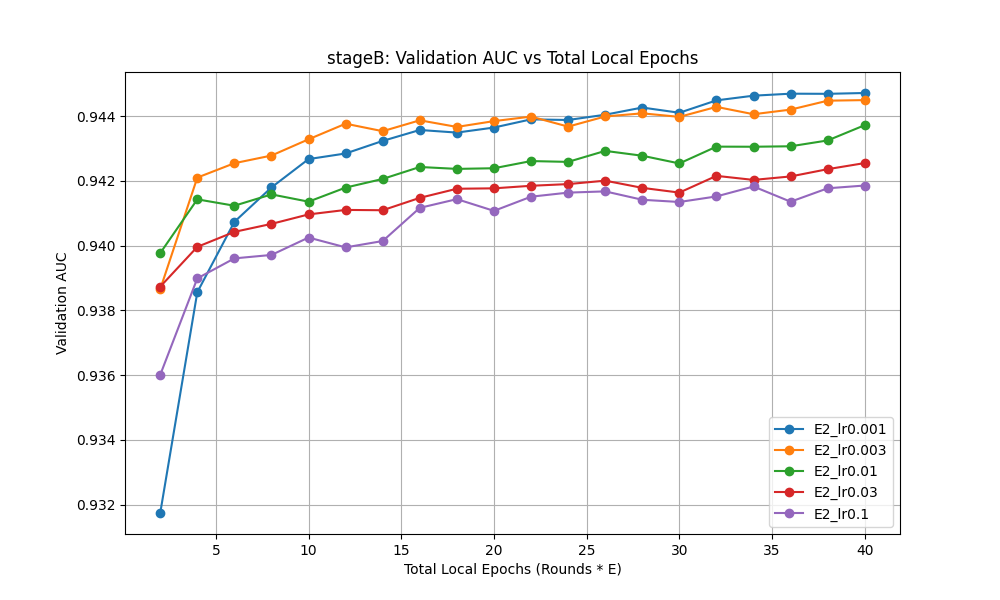 stageB: Validation AUC vs Total Local Epochs
Validation AUC
0.944
0.942
0.940
0.938
0.936
0.934
0.932
E2_lr0.001
E2_lr0.003
E2_lr0.01
E2_lr0.03
E2_lr0.1
5 10 15 20 25 30 35 40
Total Local Epochs (Rounds * E)